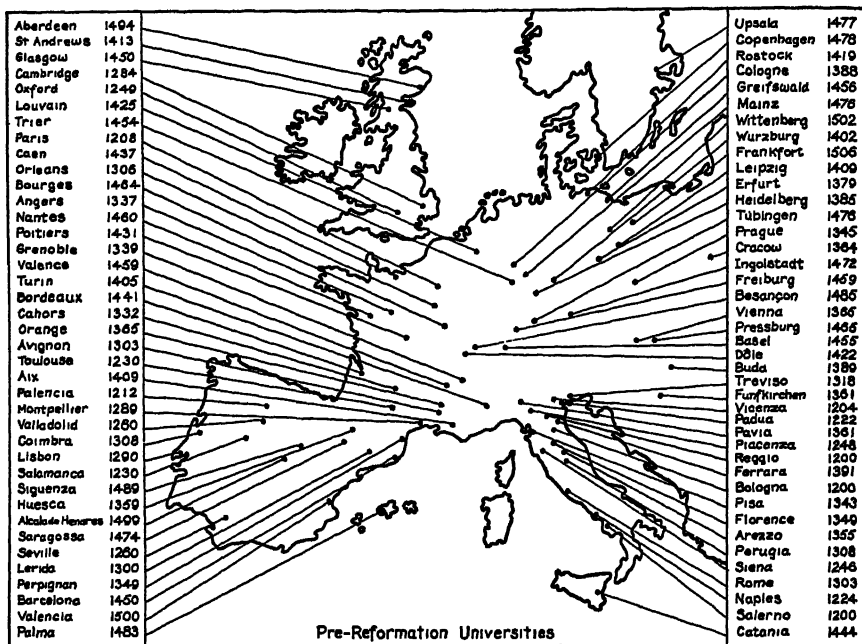 Aberdeen 1494
St Andrews 1413
Glasgow 1450
Cambridge 1284
Oxford 1249
Louvain 1425
Trier 1454
Paris 1208
Caen 1437
Orleans 1306
Bourges 1464
Angers 1337
Nantes 1460
Poitiers 1431
Grenoble 1339
Valence 1459
Turin 1405
Bordeaux 1441
Cahors 1332
Orange 1365
Avignon 1303
Toulouse 1230
Aix 1409
Palencia 1212
Montpellier 1289
Valladolid 1260
Coimbra 1308
Lisbon 1290
Salamanca 1230
Siguenza 1489
Huesca 1359
Alcala de Henares 1499
Saragossa 1474
Seville 1260
Lerida 1300
Perpignan 1349
Barcelona 1450
Valencia 1500
Palma 1483
Upsala 1477
Copenhagen 1478
Rostock 1419
Cologne 1388
Greifswald 1456
Mainz 1476
Wittenberg 1502
Wurzburg 1402
Frankfort 1506
Leipzig 1409
Erfurt 1379
Heidelberg 1385
Tübingen 1476
Prague 1345
Cracow 1364
Ingolstadt 1472
Freiburg 1459
Besançon 1485
Vienna 1365
Pressburg 1466
Basel 1455
Dôle 1422
Buda 1389
Treviso 1318
Funfkirchen 1361
Vicenza 1204
Padua 1222
Pavia 1361
Piacenza 1248
Reggio 1200
Ferrara 1391
Bologna 1200
Pisa 1343
Florence 1349
Arezzo 1355
Perugia 1308
Siena 1246
Rome 1303
Naples 1224
Salerno 1200
Catania 1444
Pre-Reformation Universities